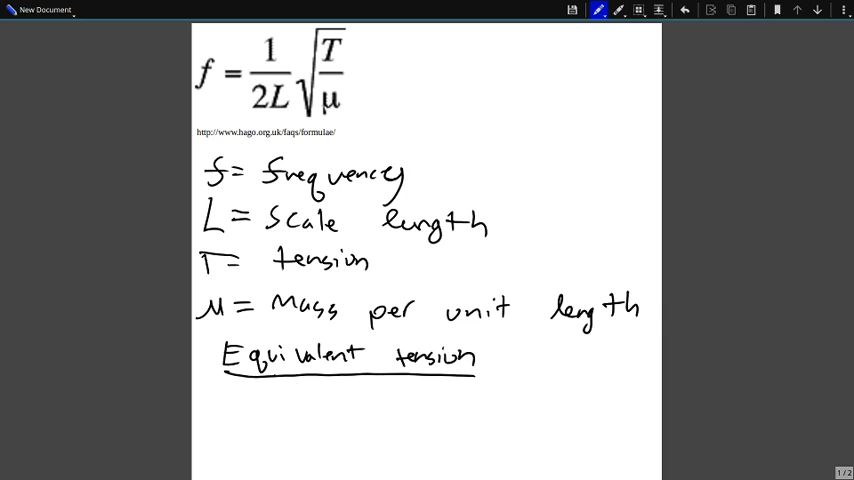 New Document
f = 1/2L √T/μ
http://www.hago.org.uk/faqs/formulae/
f = frequency
L = scale length
T = tension
μ = Mass per unit length
Equivalent tension
1 / 2